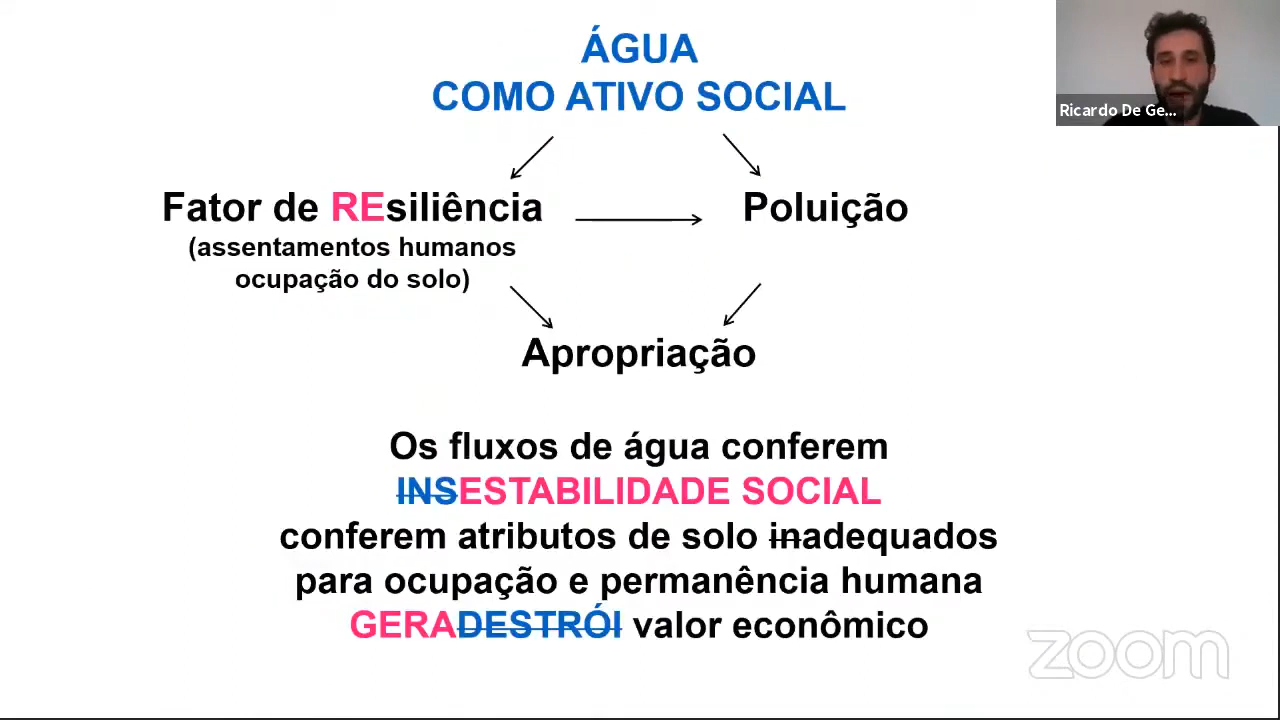 ÁGUA
COMO ATIVO SOCIAL
Ricardo De Ge...
Fator de REsiliência
Poluição
(assentamentos humanos
ocupação do solo)
Apropriação
Os fluxos de água conferem
INSESTABILIDADE SOCIAL
conferem atributos de solo inadequados
para ocupação e permanência humana
GERADESTRÓI valor econômico
zoom